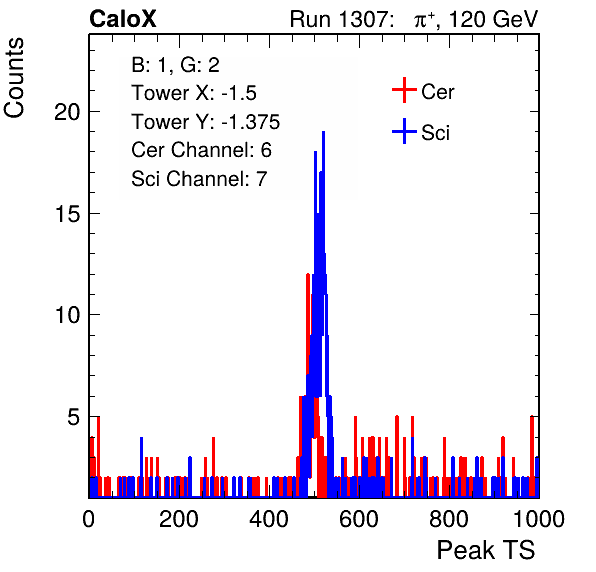 CaloX Run 1307: π⁺, 120 GeV
Counts
B: 1, G: 2
Tower X: -1.5
Tower Y: -1.375
Cer Channel: 6
Sci Channel: 7
Cer
Sci
20
15
10
5
0 200 400 600 800 1000
Peak TS